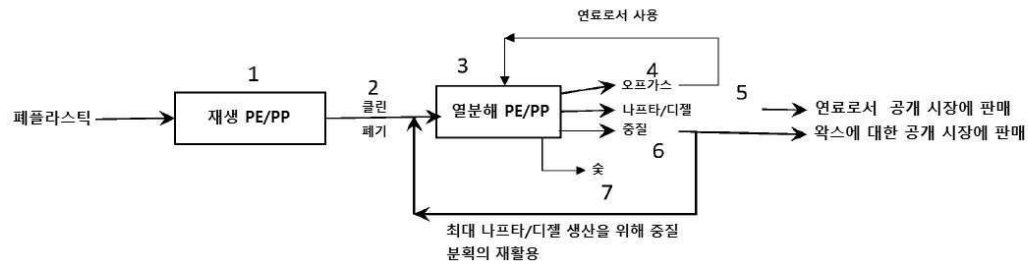 연료로서 사용
1
2
3
4
5
폐플라스틱
재생 PE/PP
클린
폐기
열분해 PE/PP
오프가스
나프타/디젤
중질
연료로서 공개 시장에 판매
왁스에 대한 공개 시장에 판매
6
숯
7
최대 나프타/디젤 생산을 위해 중질
분획의 재활용